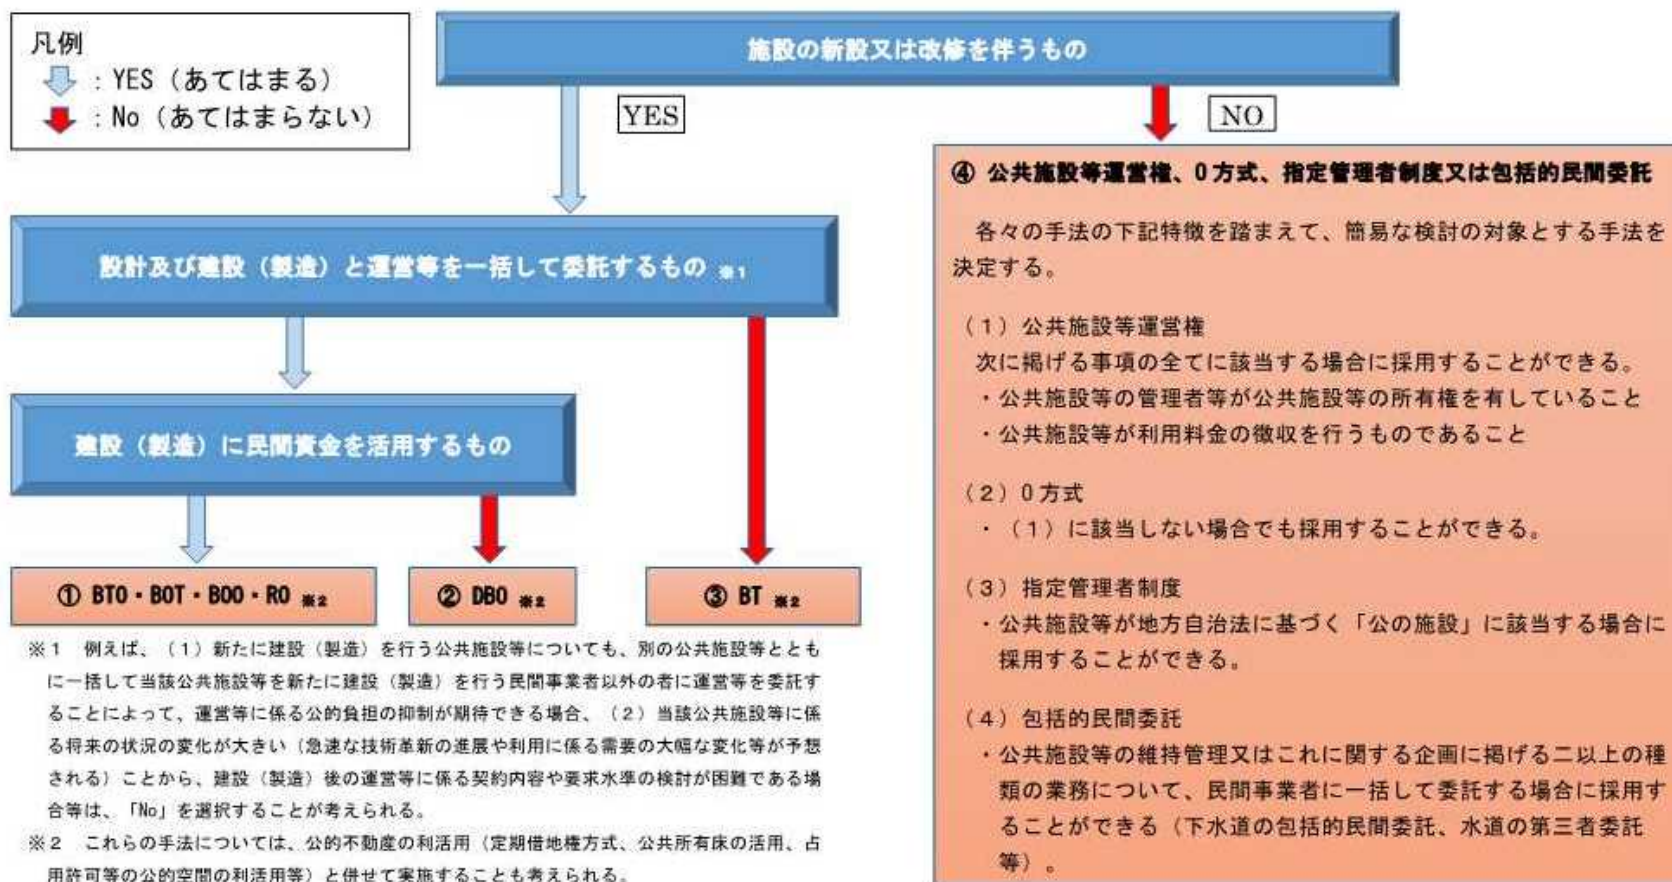 凡例
：YES（あてはまる）
：No（あてはまらない）
施設の新設又は改修を伴うもの
YES
NO
設計及び建設（製造）と運営等を一括して委託するもの ※1
建設（製造）に民間資金を活用するもの
① BTO・BOT・BOO・RO ※2
② DBO ※2
③ BT ※2
※1　例えば、（1）新たに建設（製造）を行う公共施設等についても、別の公共施設等ととも
に一括して当該公共施設等を新たに建設（製造）を行う民間事業者以外の者に運営等を委託す
ることによって、運営等に係る公的負担の抑制が期待できる場合、（2）当該公共施設等に係
る将来の状況の変化が大きい（急速な技術革新の進展や利用に係る需要の大幅な変化等が予想
される）ことから、建設（製造）後の運営等に係る契約内容や要求水準の検討が困難である場
合等は、「No」を選択することが考えられる。
※2　これらの手法については、公的不動産の利活用（定期借地権方式、公共所有床の活用、占
用許可等の公的空間の利活用等）と併せて実施することも考えられる。
④ 公共施設等運営権、O方式、指定管理者制度又は包括的民間委託
各々の手法の下記特徴を踏まえて、簡易な検討の対象とする手法を
決定する。
（1）公共施設等運営権
次に掲げる事項の全てに該当する場合に採用することができる。
・公共施設等の管理者等が公共施設等の所有権を有していること
・公共施設等が利用料金の徴収を行うものであること
（2）O方式
・（1）に該当しない場合でも採用することができる。
（3）指定管理者制度
・公共施設等が地方自治法に基づく「公の施設」に該当する場合に
採用することができる。
（4）包括的民間委託
・公共施設等の維持管理又はこれに関する企画に掲げる二以上の種
類の業務について、民間事業者に一括して委託する場合に採用す
ることができる（下水道の包括的民間委託、水道の第三者委託
等）。